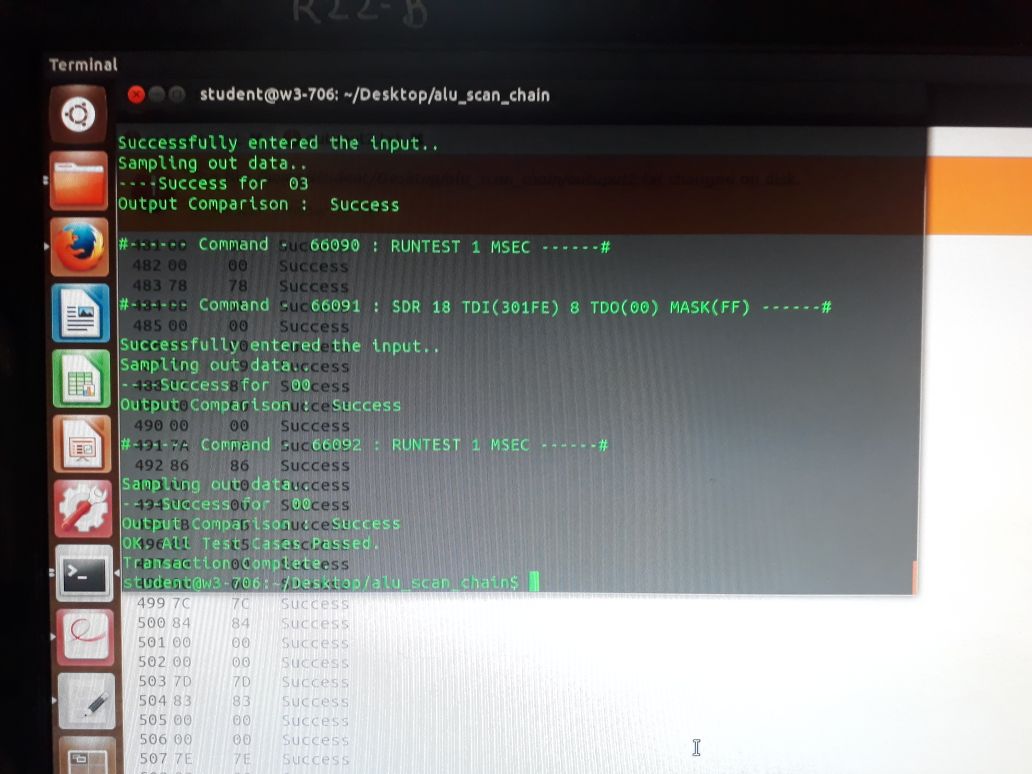 R22-B
Terminal
student@w3-706: ~/Desktop/alu_scan_chain
Successfully entered the input..
Sampling out data..
----Success for 03
Output Comparison : Success
#------ Command - 66090 : RUNTEST 1 MSEC ------#
482 00 00 Success
483 78 78 Success
#------ Command - 66091 : SDR 18 TDI(301FE) 8 TDO(00) MASK(FF) ------#
485 00 00 Success
Successfully entered the input..
Sampling out data..
----Success for 00
Output Comparison : Success
490 00 00 Success
#------ Command - 66092 : RUNTEST 1 MSEC ------#
492 86 86 Success
Sampling out data..
----Success for 00
Output Comparison : Success
OK. All Test Cases Passed.
Transaction Complete.
student@w3-706:~/Desktop/alu_scan_chain$
499 7C 7C Success
500 84 84 Success
501 00 00 Success
502 00 00 Success
503 7D 7D Success
504 83 83 Success
505 00 00 Success
506 00 00 Success
507 7E 7E Success